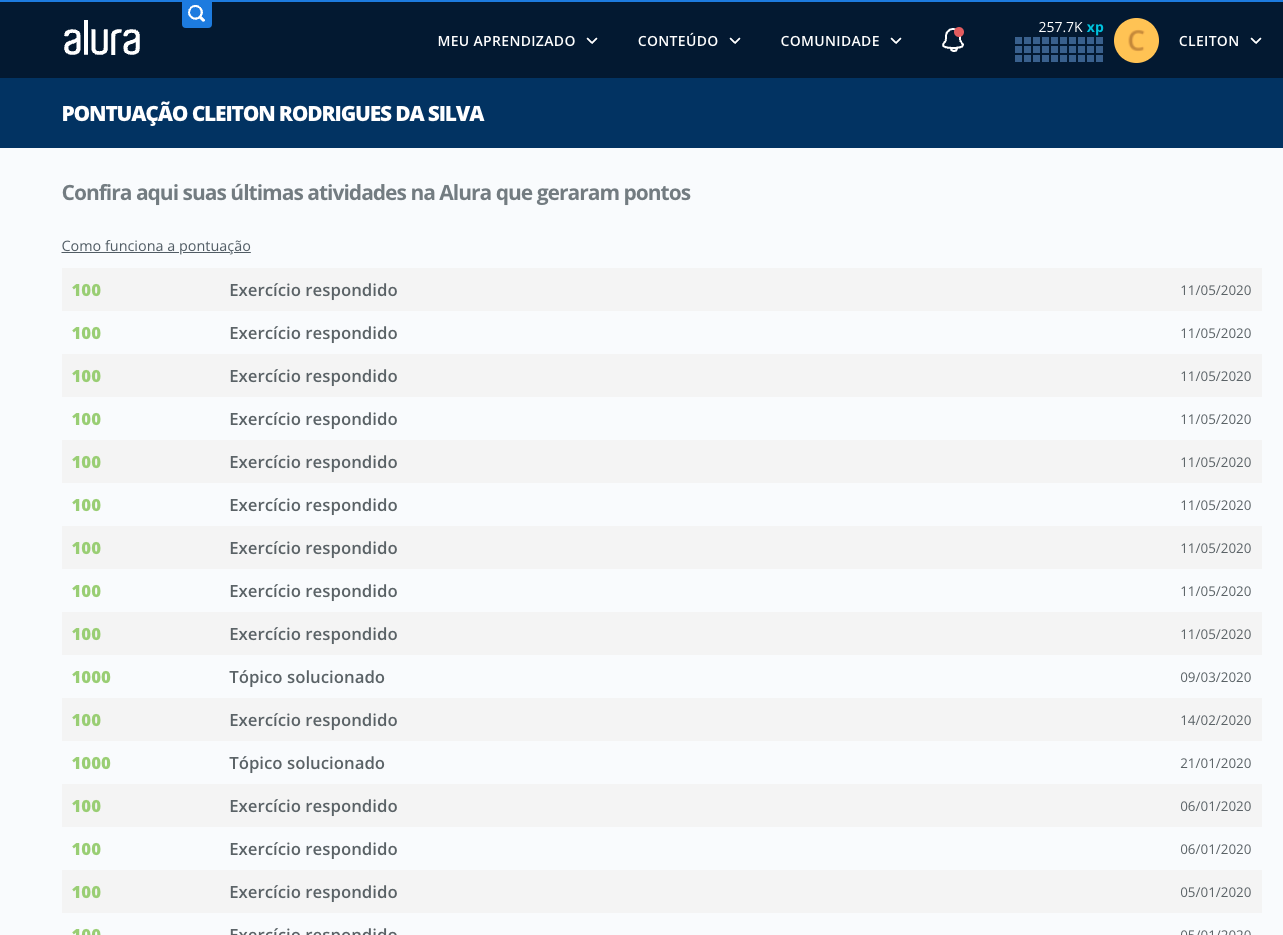 alura
MEU APRENDIZADO
CONTEÚDO
COMUNIDADE
257.7K xp
C
CLEITON
PONTUAÇÃO CLEITON RODRIGUES DA SILVA
Confira aqui suas últimas atividades na Alura que geraram pontos
Como funciona a pontuação
100 Exercício respondido 11/05/2020
100 Exercício respondido 11/05/2020
100 Exercício respondido 11/05/2020
100 Exercício respondido 11/05/2020
100 Exercício respondido 11/05/2020
100 Exercício respondido 11/05/2020
100 Exercício respondido 11/05/2020
100 Exercício respondido 11/05/2020
100 Exercício respondido 11/05/2020
1000 Tópico solucionado 09/03/2020
100 Exercício respondido 14/02/2020
1000 Tópico solucionado 21/01/2020
100 Exercício respondido 06/01/2020
100 Exercício respondido 06/01/2020
100 Exercício respondido 05/01/2020
100 Exercício respondido 05/01/2020